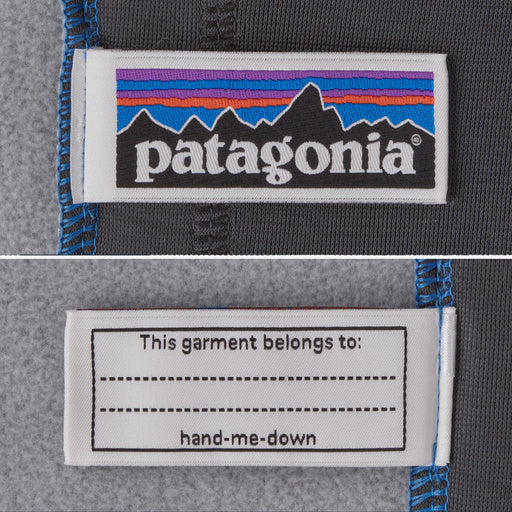 patagonia®
This garment belongs to:
hand-me-down